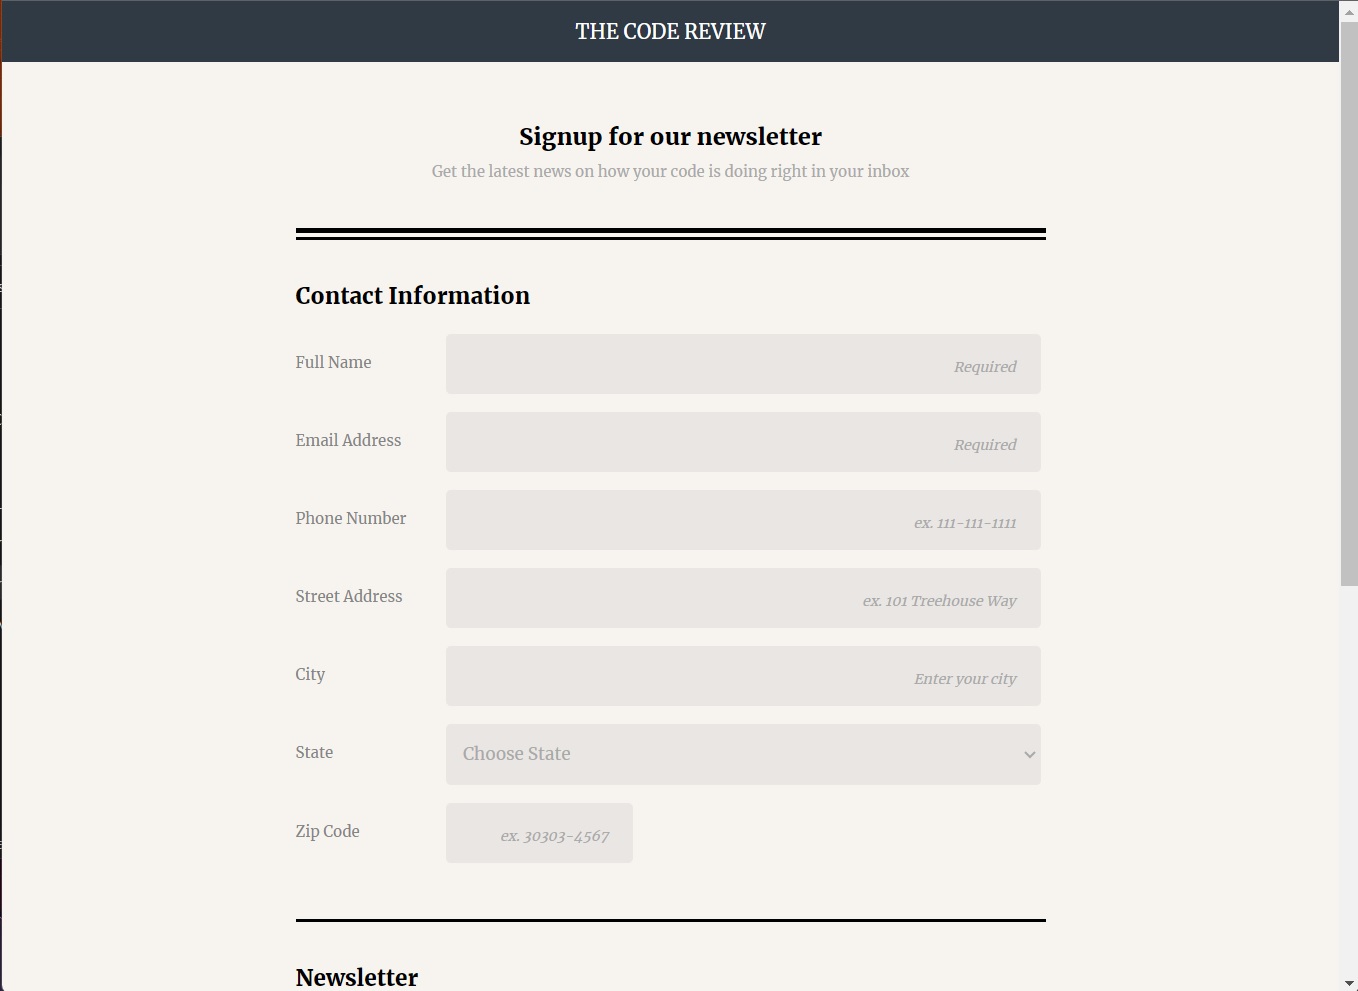 THE CODE REVIEW
Signup for our newsletter
Get the latest news on how your code is doing right in your inbox
Contact Information
Full Name
Required
Email Address
Required
Phone Number
ex. 111-111-1111
Street Address
ex. 101 Treehouse Way
City
Enter your city
State
Choose State
Zip Code
ex. 30303-4567
Newsletter